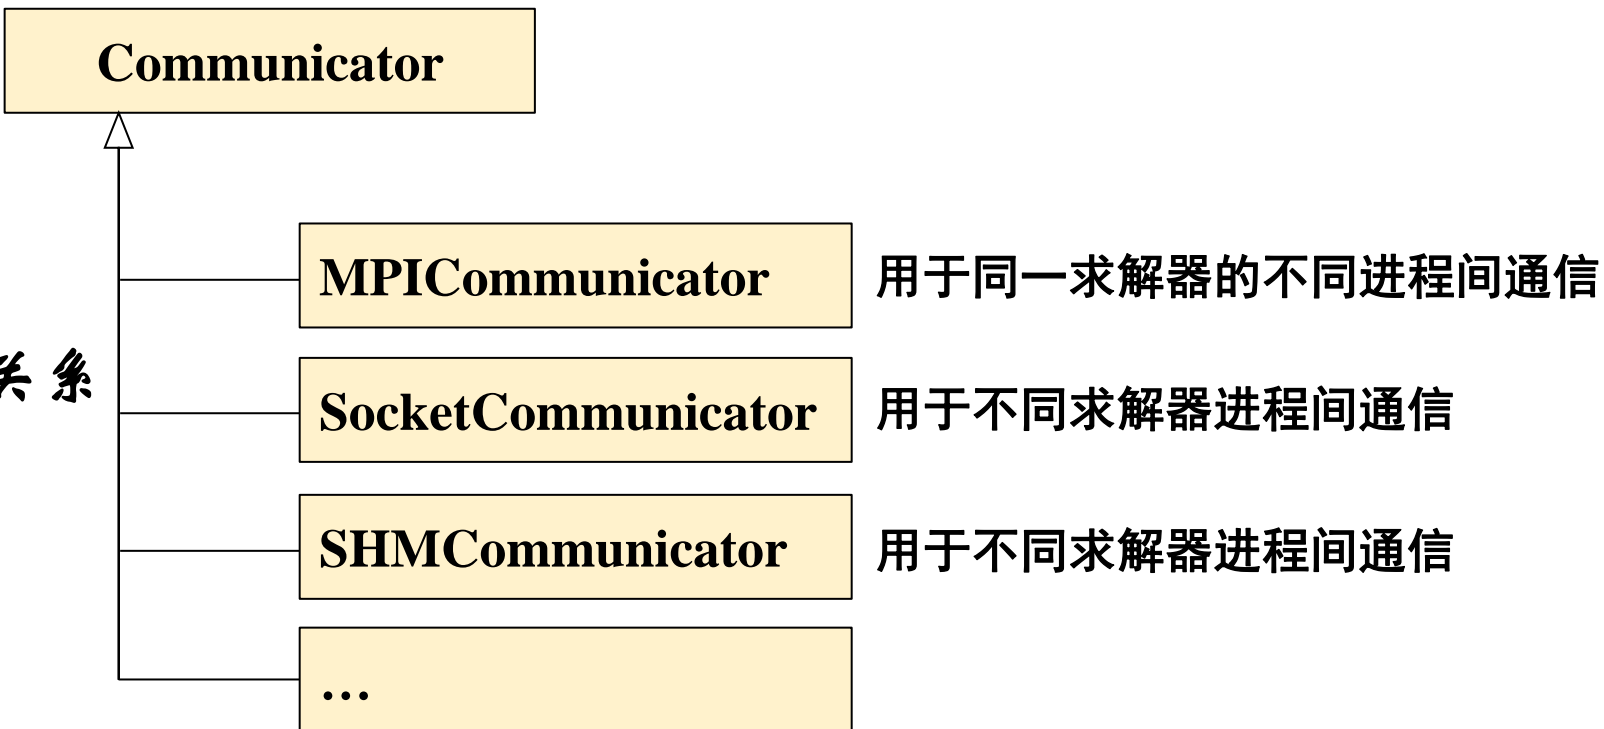 Communicator
MPICommunicator 用于同一求解器的不同进程间通信
关系
SocketCommunicator 用于不同求解器进程间通信
SHMCommunicator 用于不同求解器进程间通信
…